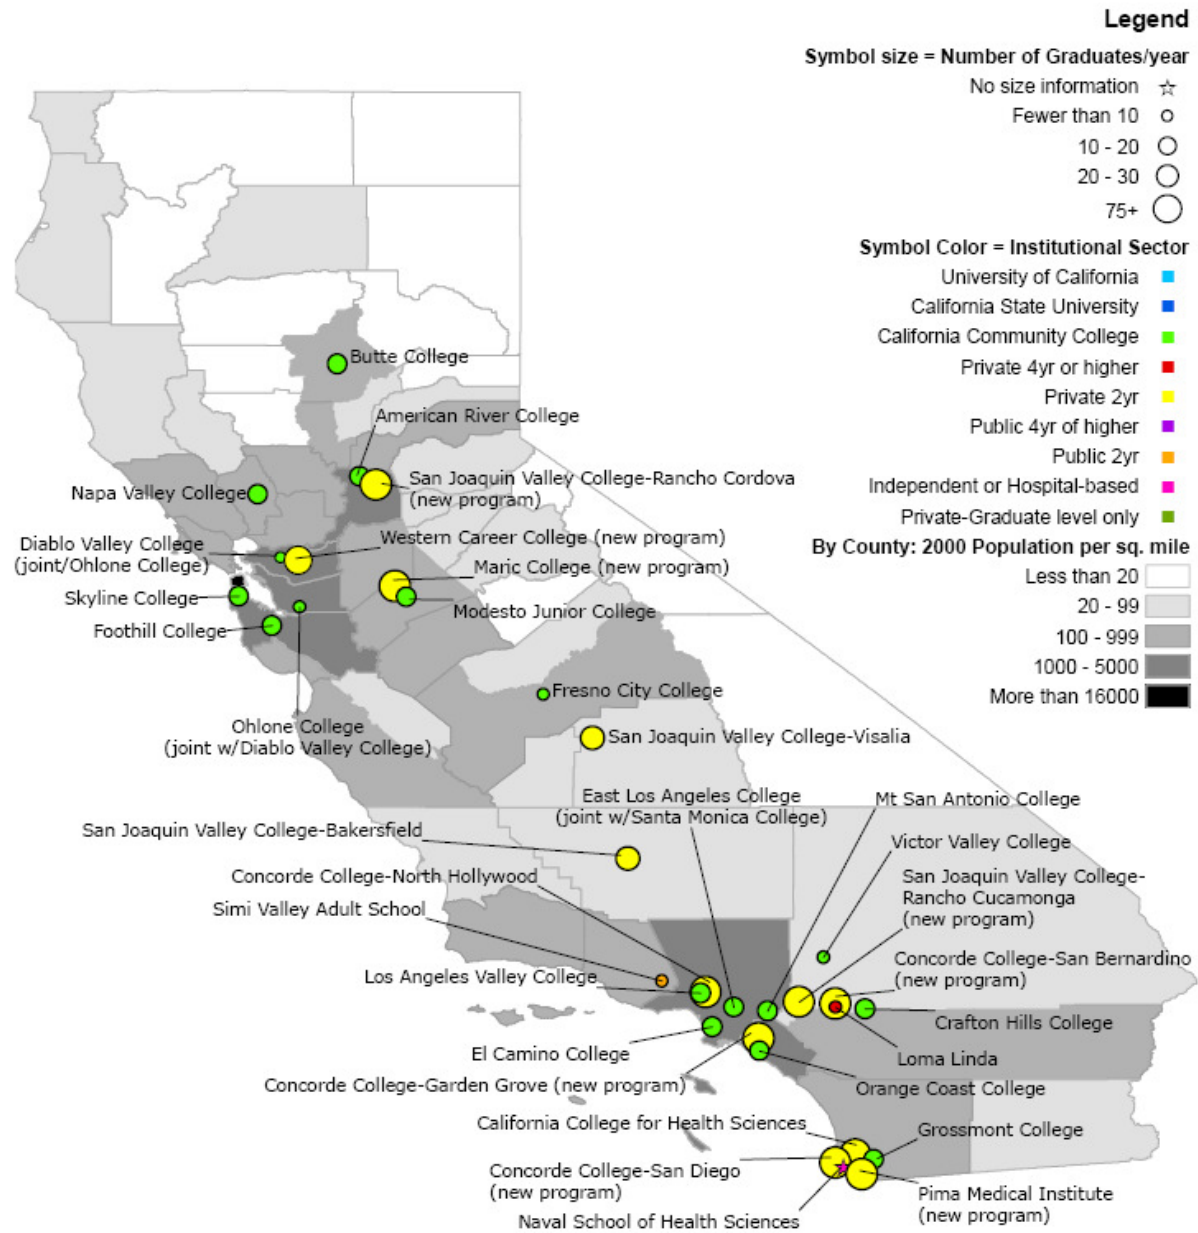 Legend
Symbol size = Number of Graduates/year
No size information
Fewer than 10
10 - 20
20 - 30
75+
Symbol Color = Institutional Sector
University of California
California State University
California Community College
Private 4yr or higher
Private 2yr
Public 4yr of higher
Public 2yr
Independent or Hospital-based
Private-Graduate level only
By County: 2000 Population per sq. mile
Less than 20
20 - 99
100 - 999
1000 - 5000
More than 16000
Butte College
American River College
San Joaquin Valley College-Rancho Cordova
(new program)
Napa Valley College
Western Career College (new program)
Diablo Valley College
(joint/Ohlone College)
Maric College (new program)
Skyline College
Modesto Junior College
Foothill College
Fresno City College
Ohlone College
(joint w/Diablo Valley College)
San Joaquin Valley College-Visalia
East Los Angeles College
(joint w/Santa Monica College)
Mt San Antonio College
San Joaquin Valley College-Bakersfield
Victor Valley College
Concorde College-North Hollywood
San Joaquin Valley College-
Rancho Cucamonga
(new program)
Simi Valley Adult School
Concorde College-San Bernardino
(new program)
Los Angeles Valley College
Crafton Hills College
El Camino College
Loma Linda
Concorde College-Garden Grove (new program)
Orange Coast College
California College for Health Sciences
Grossmont College
Concorde College-San Diego
(new program)
Pima Medical Institute
(new program)
Naval School of Health Sciences